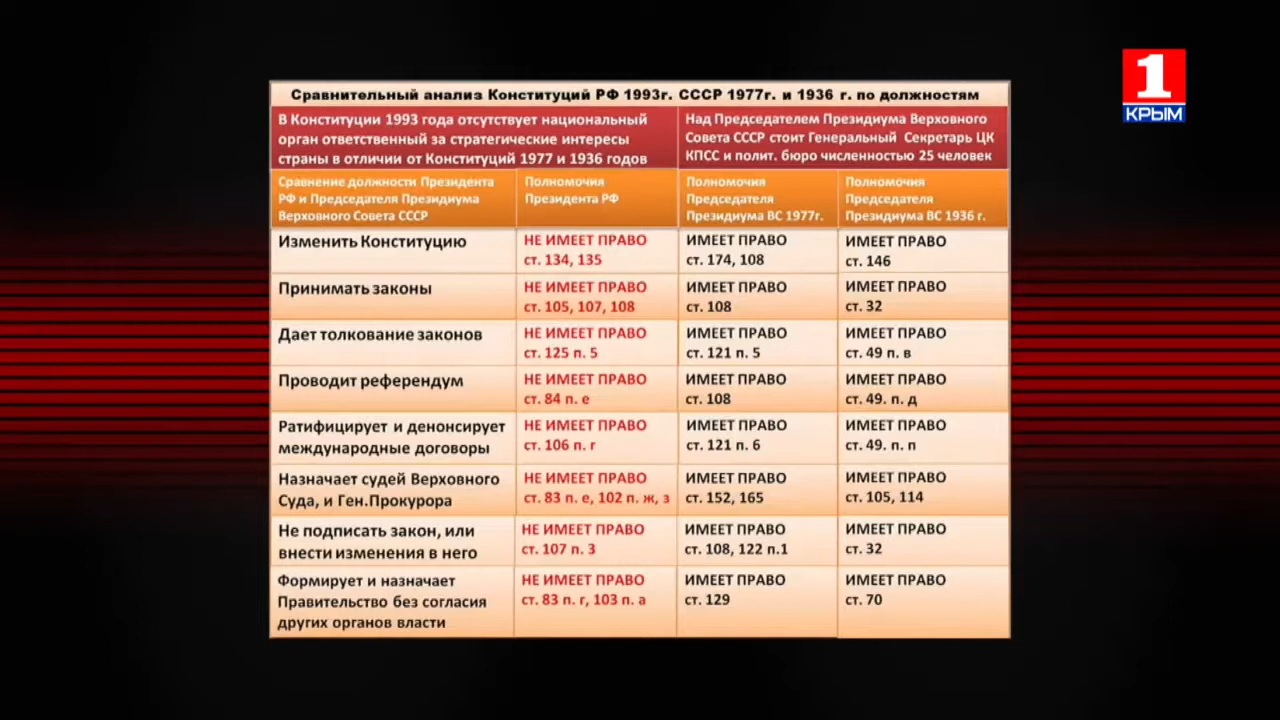 1
КРЫМ
Сравнительный анализ Конституций РФ 1993г. СССР 1977г. и 1936 г. по должностям
В Конституции 1993 года отсутствует национальный
орган ответственный за стратегические интересы
страны в отличии от Конституций 1977 и 1936 годов
Над Председателем Президиума Верховного
Совета СССР стоит Генеральный Секретарь ЦК
КПСС и полит. бюро численностью 25 человек
Сравнение должности Президента
РФ и Председателя Президиума
Верховного Совета СССР
Полномочия
Президента РФ
Полномочия
Председателя
Президиума ВС 1977г.
Полномочия
Председателя
Президиума ВС 1936 г.
Изменить Конституцию
НЕ ИМЕЕТ ПРАВО
ст. 134, 135
ИМЕЕТ ПРАВО
ст. 174, 108
ИМЕЕТ ПРАВО
ст. 146
Принимать законы
НЕ ИМЕЕТ ПРАВО
ст. 105, 107, 108
ИМЕЕТ ПРАВО
ст. 108
ИМЕЕТ ПРАВО
ст. 32
Дает толкование законов
НЕ ИМЕЕТ ПРАВО
ст. 125 п. 5
ИМЕЕТ ПРАВО
ст. 121 п. 5
ИМЕЕТ ПРАВО
ст. 49 п. в
Проводит референдум
НЕ ИМЕЕТ ПРАВО
ст. 84 п. е
ИМЕЕТ ПРАВО
ст. 108
ИМЕЕТ ПРАВО
ст. 49. п. д
Ратифицирует и денонсирует
международные договоры
НЕ ИМЕЕТ ПРАВО
ст. 106 п. г
ИМЕЕТ ПРАВО
ст. 121 п. 6
ИМЕЕТ ПРАВО
ст. 49. п. п
Назначает судей Верховного
Суда, и Ген.Прокурора
НЕ ИМЕЕТ ПРАВО
ст. 83 п. е, 102 п. ж, з
ИМЕЕТ ПРАВО
ст. 152, 165
ИМЕЕТ ПРАВО
ст. 105, 114
Не подписать закон, или
внести изменения в него
НЕ ИМЕЕТ ПРАВО
ст. 107 п. 3
ИМЕЕТ ПРАВО
ст. 108, 122 п.1
ИМЕЕТ ПРАВО
ст. 32
Формирует и назначает
Правительство без согласия
других органов власти
НЕ ИМЕЕТ ПРАВО
ст. 83 п. г, 103 п. а
ИМЕЕТ ПРАВО
ст. 129
ИМЕЕТ ПРАВО
ст. 70